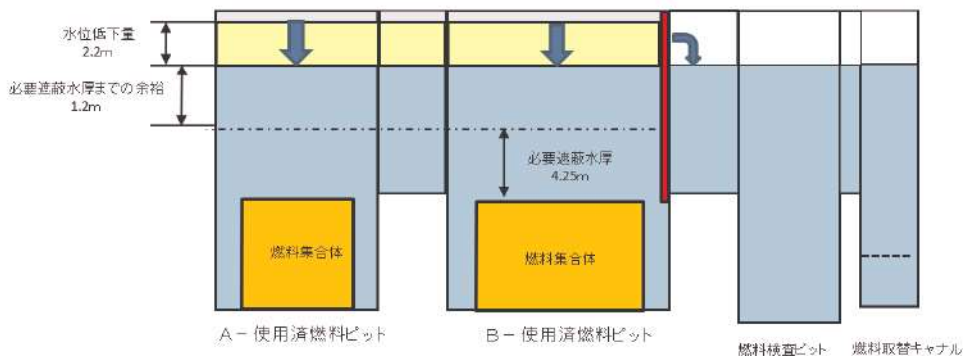 水位低下量
2.2m
必要遮蔽水厚までの余裕
1.2m
必要遮蔽水厚
4.25m
燃料集合体
燃料集合体
A－使用済燃料ピット
B－使用済燃料ピット
燃料検査ピット
燃料取替キャナル